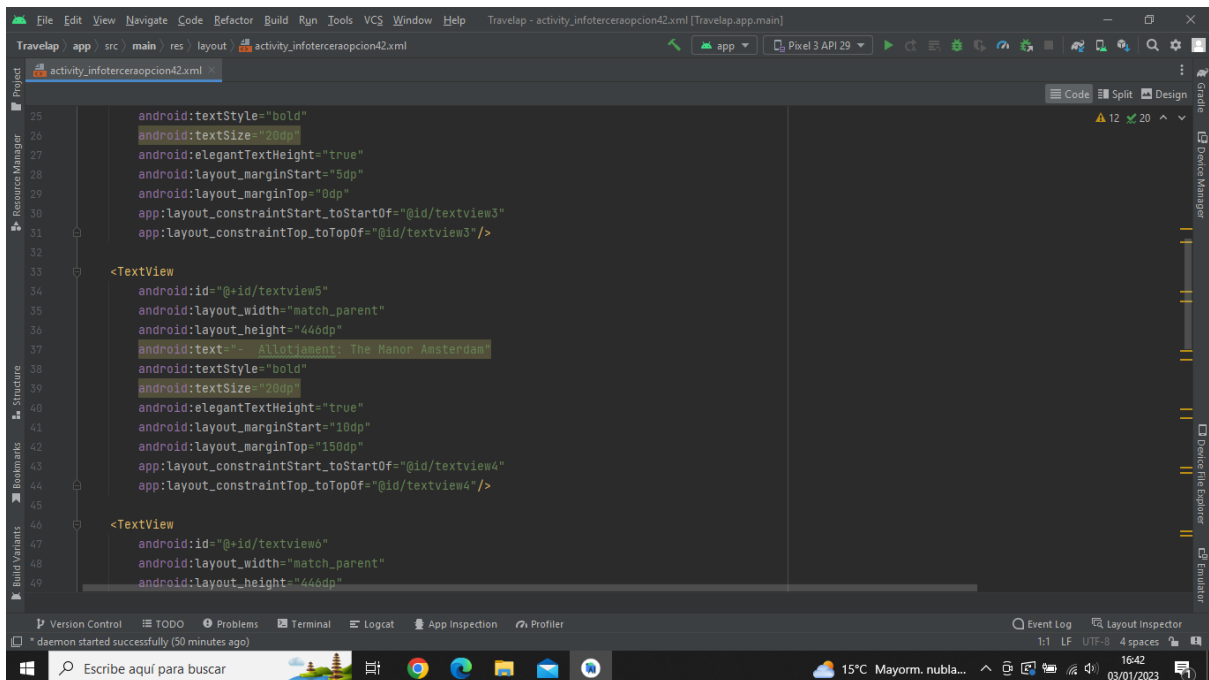 File Edit View Navigate Code Refactor Build Run Tools VCS Window Help Travelap - activity_infoterceraopcion42.xml [Travelap.app.main]
Travelap app src main res layout activity_infoterceraopcion42.xml app Pixel 3 API 29
activity_infoterceraopcion42.xml
Code Split Design
12 20
25 android:textStyle="bold"
26 android:textSize="20dp"
27 android:elegantTextHeight="true"
28 android:layout_marginStart="5dp"
29 android:layout_marginTop="0dp"
30 app:layout_constraintStart_toStartOf="@id/textview3"
31 app:layout_constraintTop_toTopOf="@id/textview3"/>
32
33 <TextView
34 android:id="@+id/textview5"
35 android:layout_width="match_parent"
36 android:layout_height="446dp"
37 android:text="- Allotjament: The Manor Amsterdam"
38 android:textStyle="bold"
39 android:textSize="20dp"
40 android:elegantTextHeight="true"
41 android:layout_marginStart="10dp"
42 android:layout_marginTop="150dp"
43 app:layout_constraintStart_toStartOf="@id/textview4"
44 app:layout_constraintTop_toTopOf="@id/textview4"/>
45
46 <TextView
47 android:id="@+id/textview6"
48 android:layout_width="match_parent"
49 android:layout_height="446dp"
Project
Resource Manager
Structure
Bookmarks
Build Variants
Gradle
Device Manager
Device File Explorer
Emulator
Version Control TODO Problems Terminal Logcat App Inspection Profiler Event Log Layout Inspector
* daemon started successfully (50 minutes ago) 1:1 LF UTF-8 4 spaces
Escribe aquí para buscar 15°C Mayorm. nubla... 16:42
03/01/2023